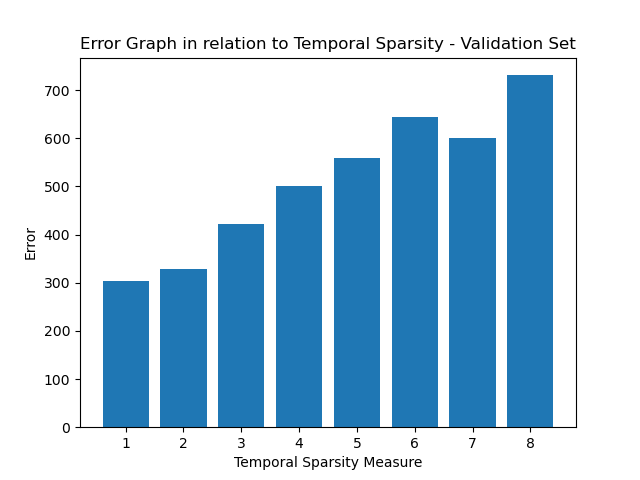 Error Graph in relation to Temporal Sparsity - Validation Set
700
600
500
400
300
200
100
0
Error
1 2 3 4 5 6 7 8
Temporal Sparsity Measure